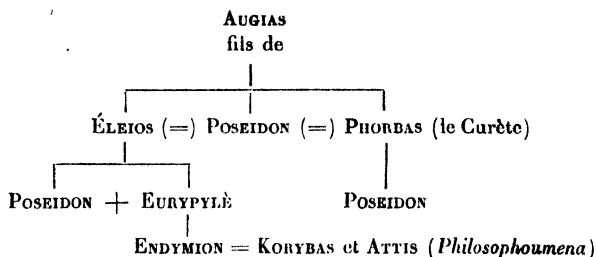 AUGIAS
fils de
ÉLEIOS (=) POSEIDON (=) PHORBAS (le Curète)
POSEIDON + EURYPYLÈ POSEIDON
ENDYMION = KORYBAS et ATTIS (Philosophoumena)